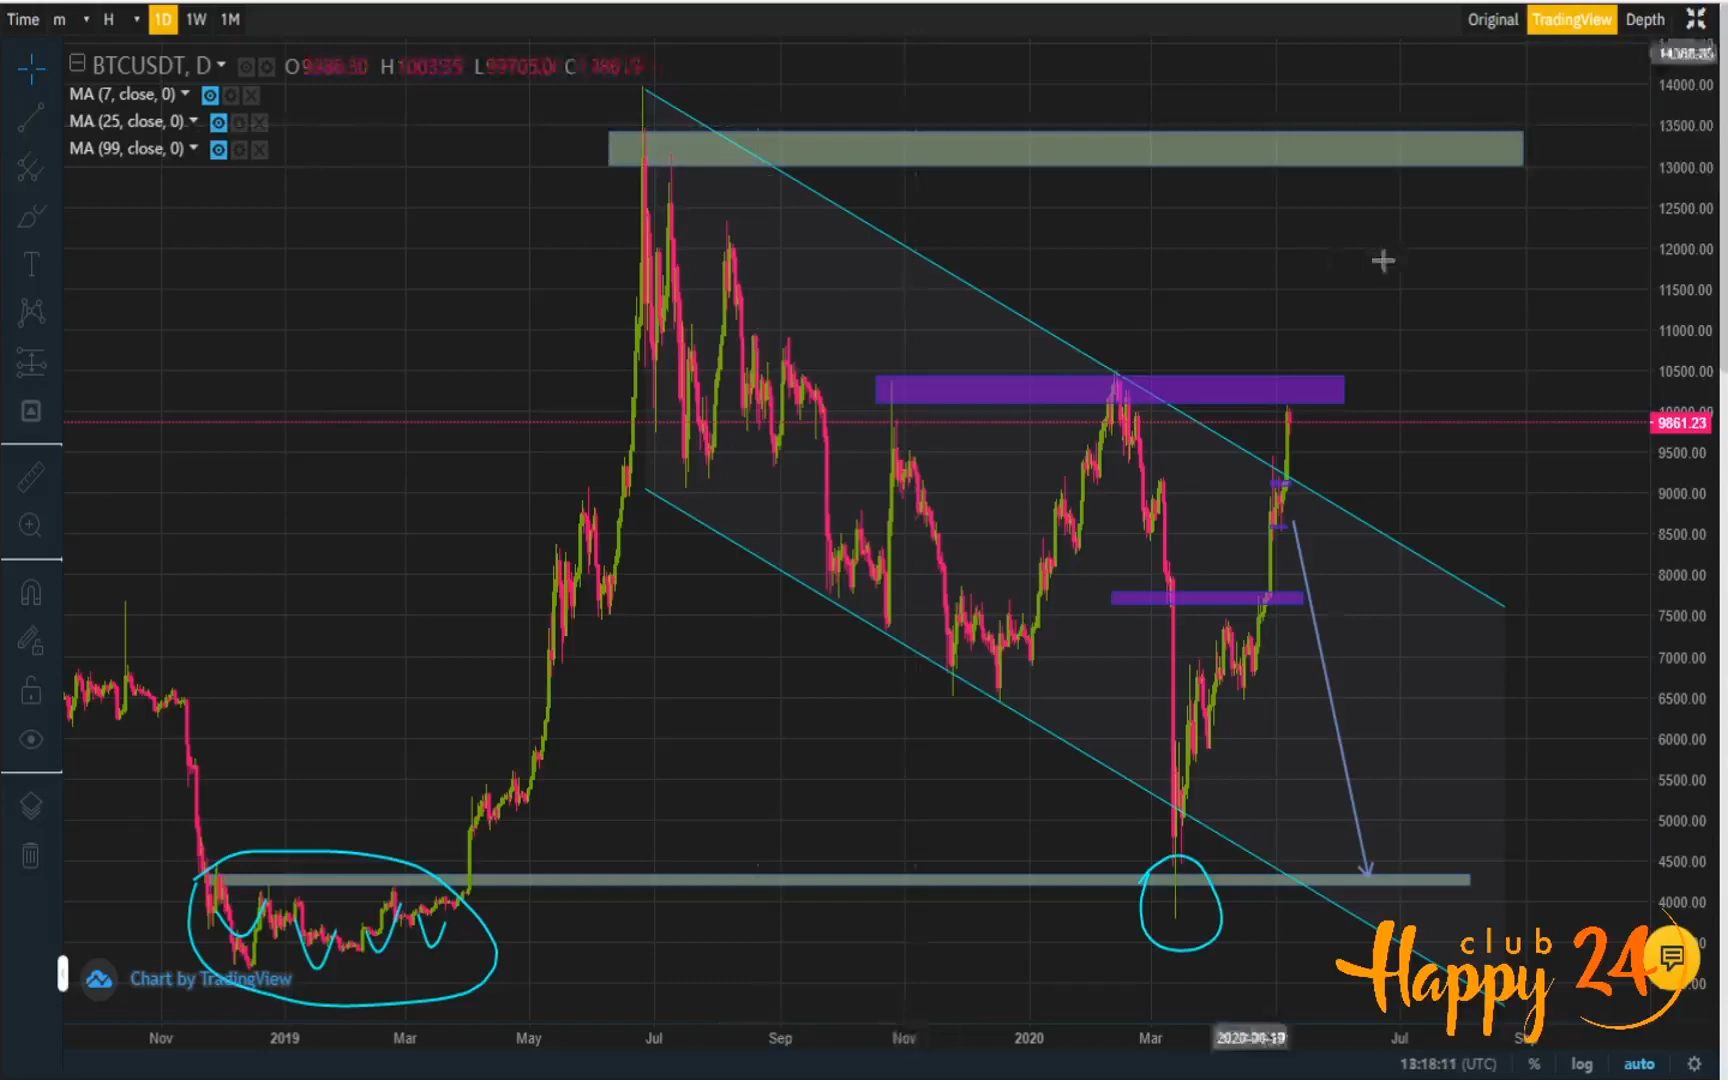 Time m H 1D 1W 1M Original TradingView Depth
BTCUSDT, D O H L C
MA (7, close, 0)
MA (25, close, 0)
MA (99, close, 0)
14000.00
13500.00
13000.00
12500.00
12000.00
11500.00
11000.00
10500.00
10000.00
9861.23
9500.00
9000.00
8500.00
8000.00
7500.00
7000.00
6500.00
6000.00
5500.00
5000.00
4500.00
4000.00
club
Happy 24
Chart by TradingView
Nov 2019 Mar May Jul Sep Nov 2020 Mar Jul
13:18:11 (UTC) % log auto